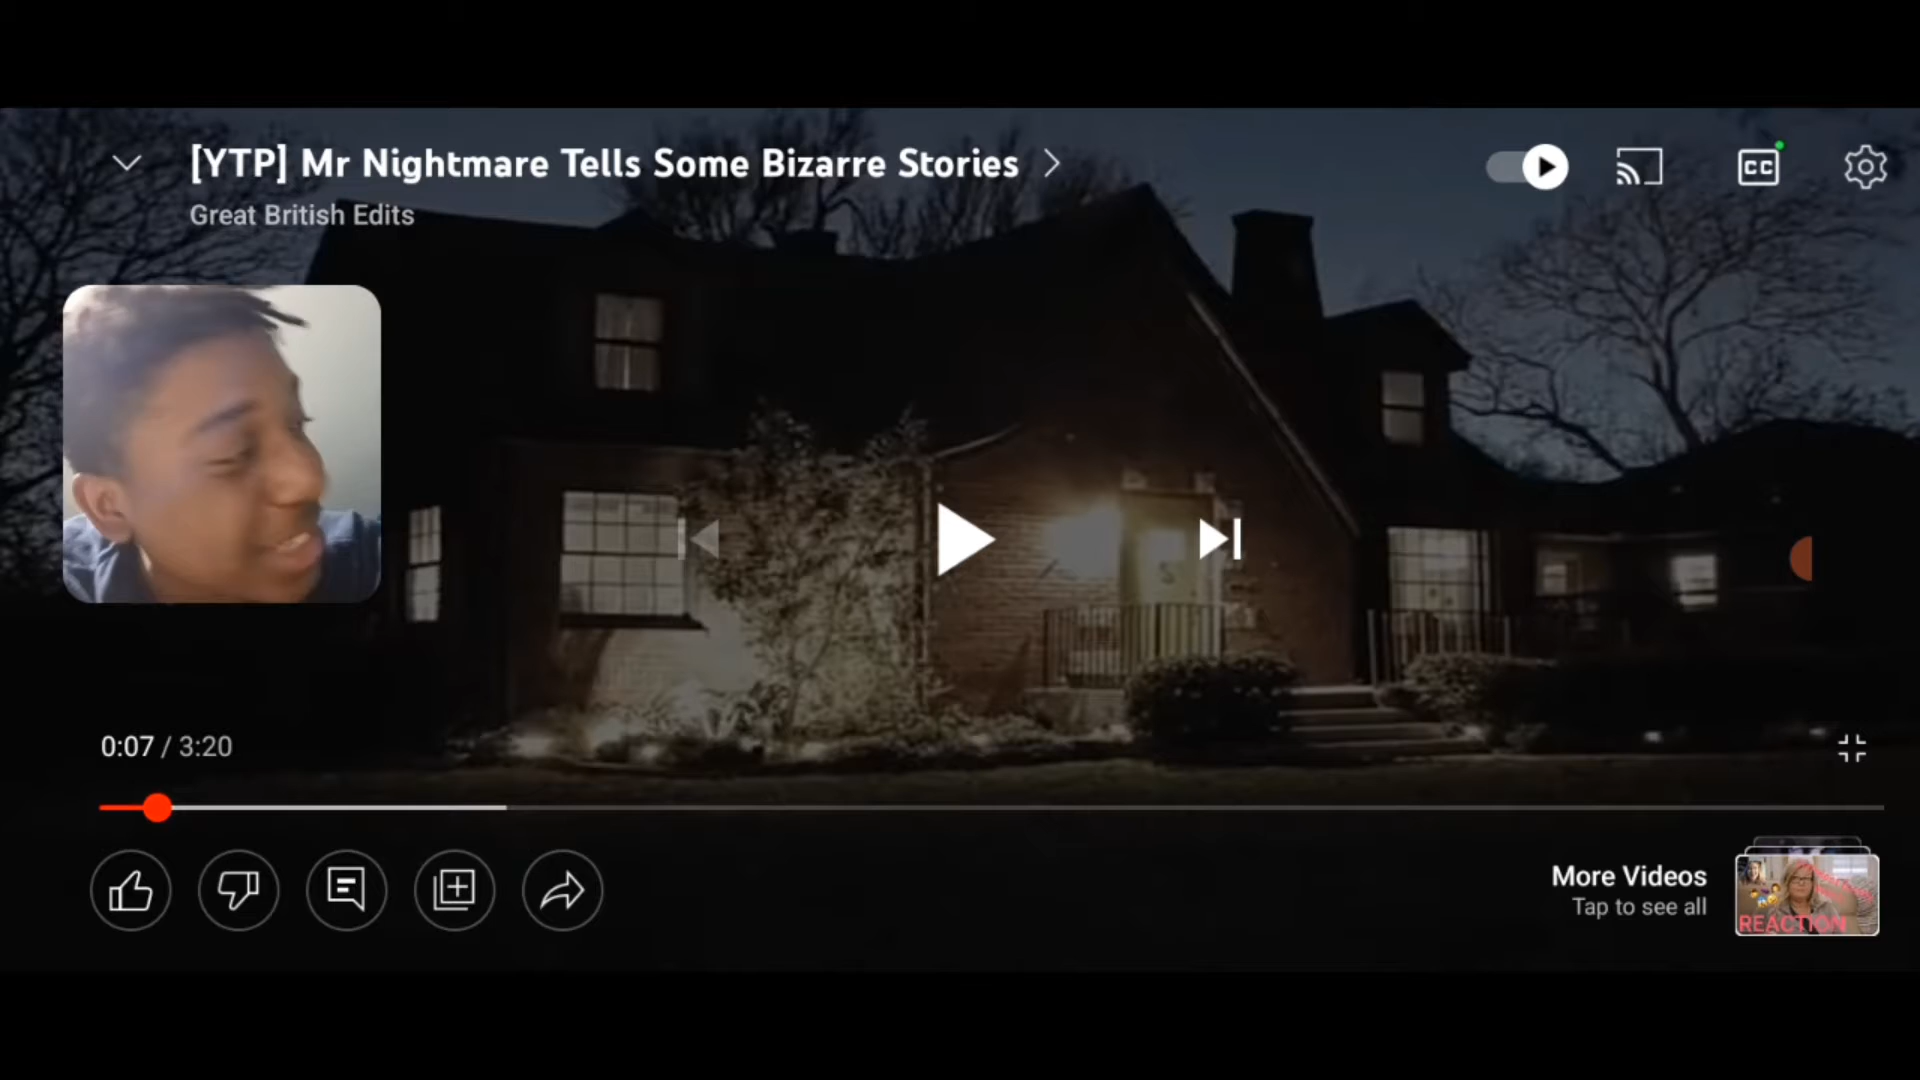 [YTP] Mr Nightmare Tells Some Bizarre Stories
Great British Edits
CC
0:07 / 3:20
More Videos
Tap to see all
REACTION